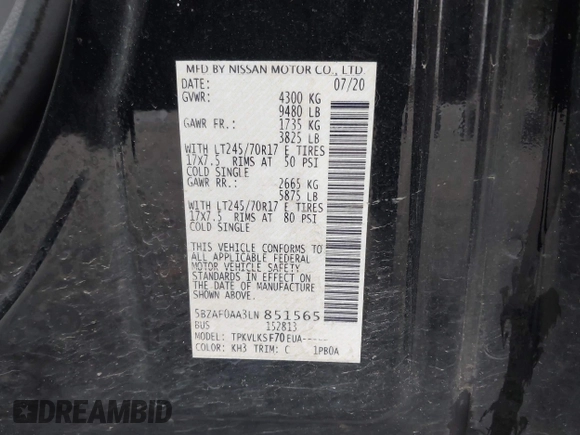 MFD BY NISSAN MOTOR CO., LTD.
DATE: 07/20
GVWR: 4300 KG
9480 LB
GAWR FR.: 1735 KG
3825 LB
WITH LT245/70R17 E TIRES
17X7.5 RIMS AT 50 PSI
COLD SINGLE
GAWR RR.: 2665 KG
5875 LB
WITH LT245/70R17 E TIRES
17X7.5 RIMS AT 80 PSI
COLD SINGLE
THIS VEHICLE CONFORMS TO
ALL APPLICABLE FEDERAL
MOTOR VEHICLE SAFETY
STANDARDS IN EFFECT ON
THE DATE OF MANUFACTURE
SHOWN ABOVE.
5BZAF0AA3LN 851565
BUS 152813
MODEL: TPKVLKSF70EUA-----
COLOR: KH3 TRIM: C 1PB0A
DREAMBID